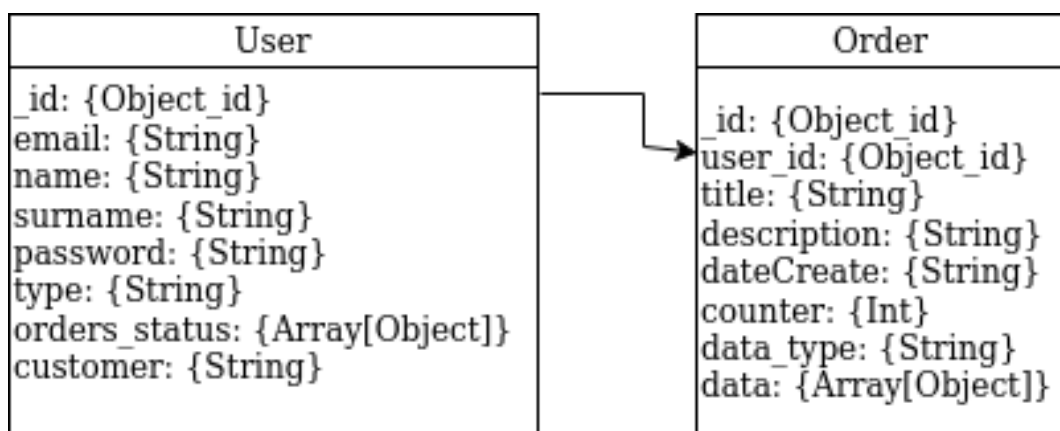 User
_id: {Object_id}
email: {String}
name: {String}
surname: {String}
password: {String}
type: {String}
orders_status: {Array[Object]}
customer: {String}
Order
_id: {Object_id}
user_id: {Object_id}
title: {String}
description: {String}
dateCreate: {String}
counter: {Int}
data_type: {String}
data: {Array[Object]}